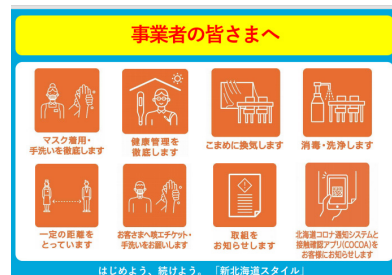 事業者の皆さまへ
マスク着用・
手洗いを徹底します
健康管理を
徹底します
こまめに換気します
消毒・洗浄します
一定の距離を
とっています
お客さまへ咳エチケット・
手洗いをお願いします
取組を
お知らせします
北海道コロナ通知システムと
接触確認アプリ(COCOA)を
お客様にお知らせします
はじめよう、続けよう。「新北海道スタイル」